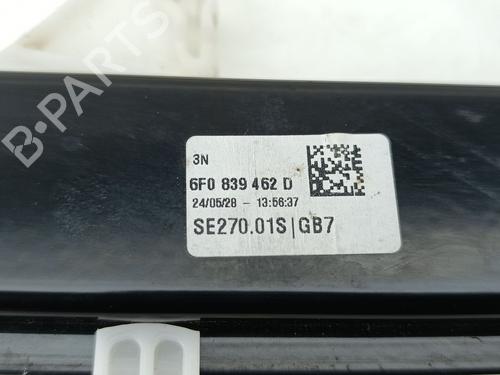 B-PARTS
3N
6F0 839 462 D
24/05/28 - 13:56:37
SE270.01S|GB7